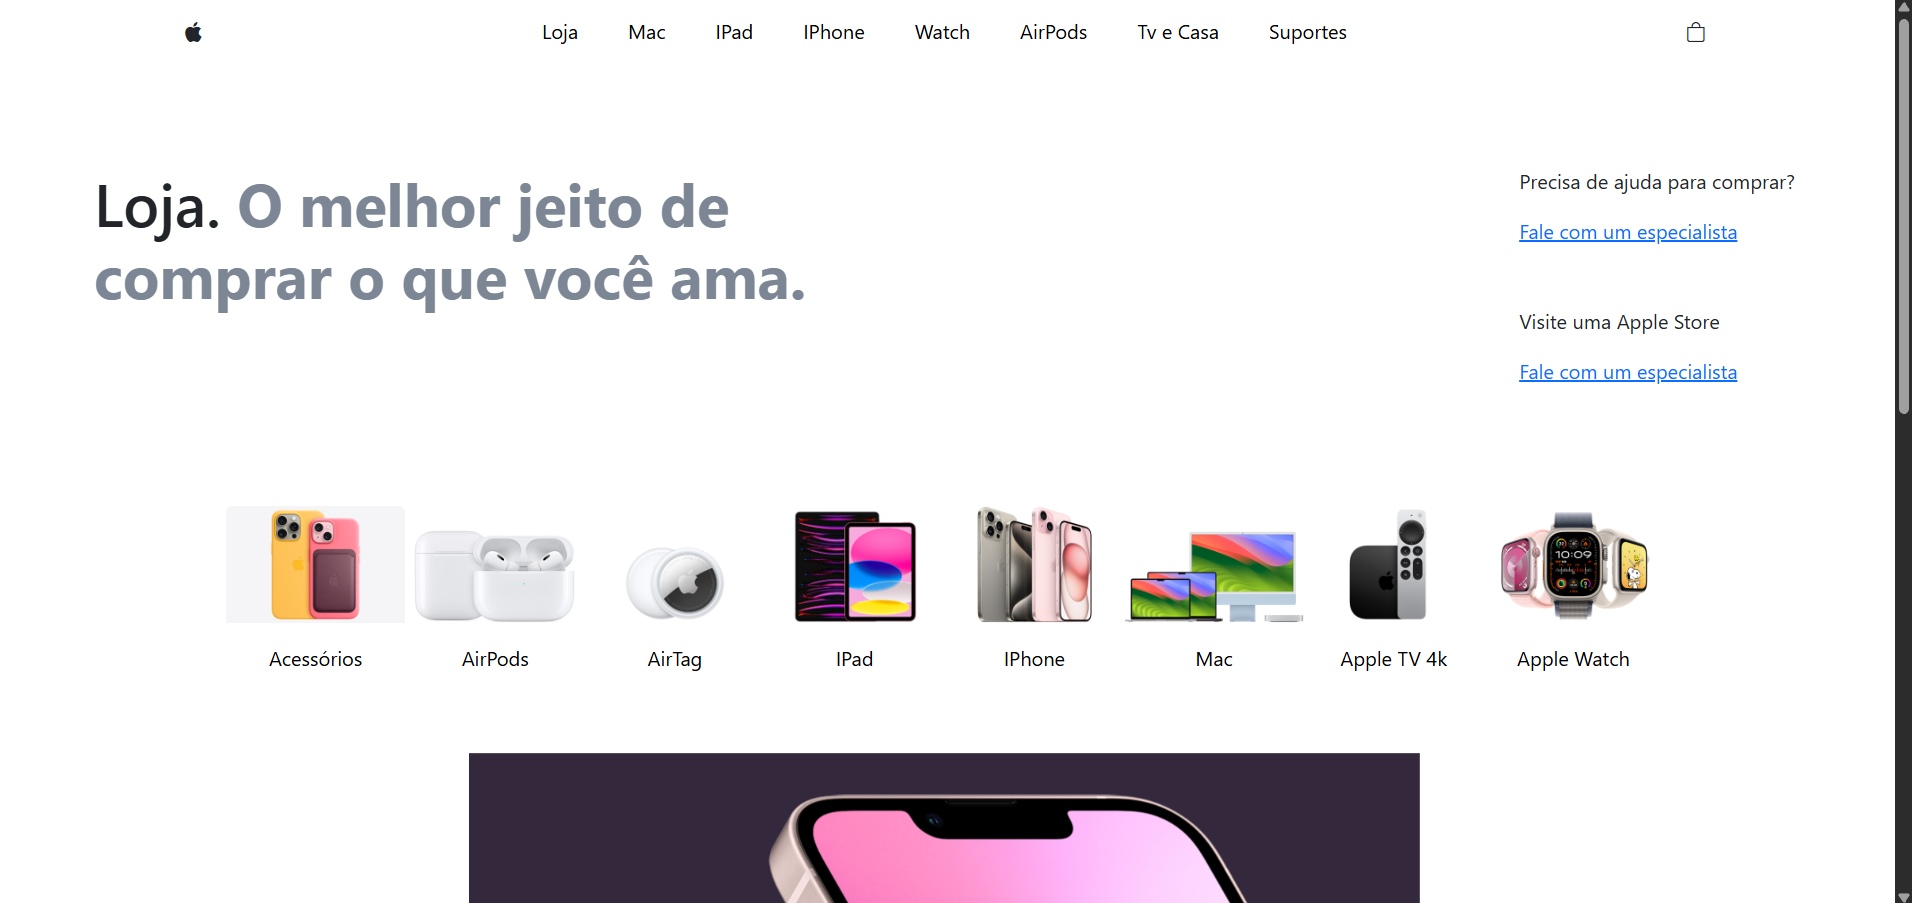 Loja Mac IPad IPhone Watch AirPods Tv e Casa Suportes
Loja. O melhor jeito de
comprar o que você ama.
Precisa de ajuda para comprar?
Fale com um especialista
Visite uma Apple Store
Fale com um especialista
10:09
Acessórios AirPods AirTag IPad IPhone Mac Apple TV 4k Apple Watch